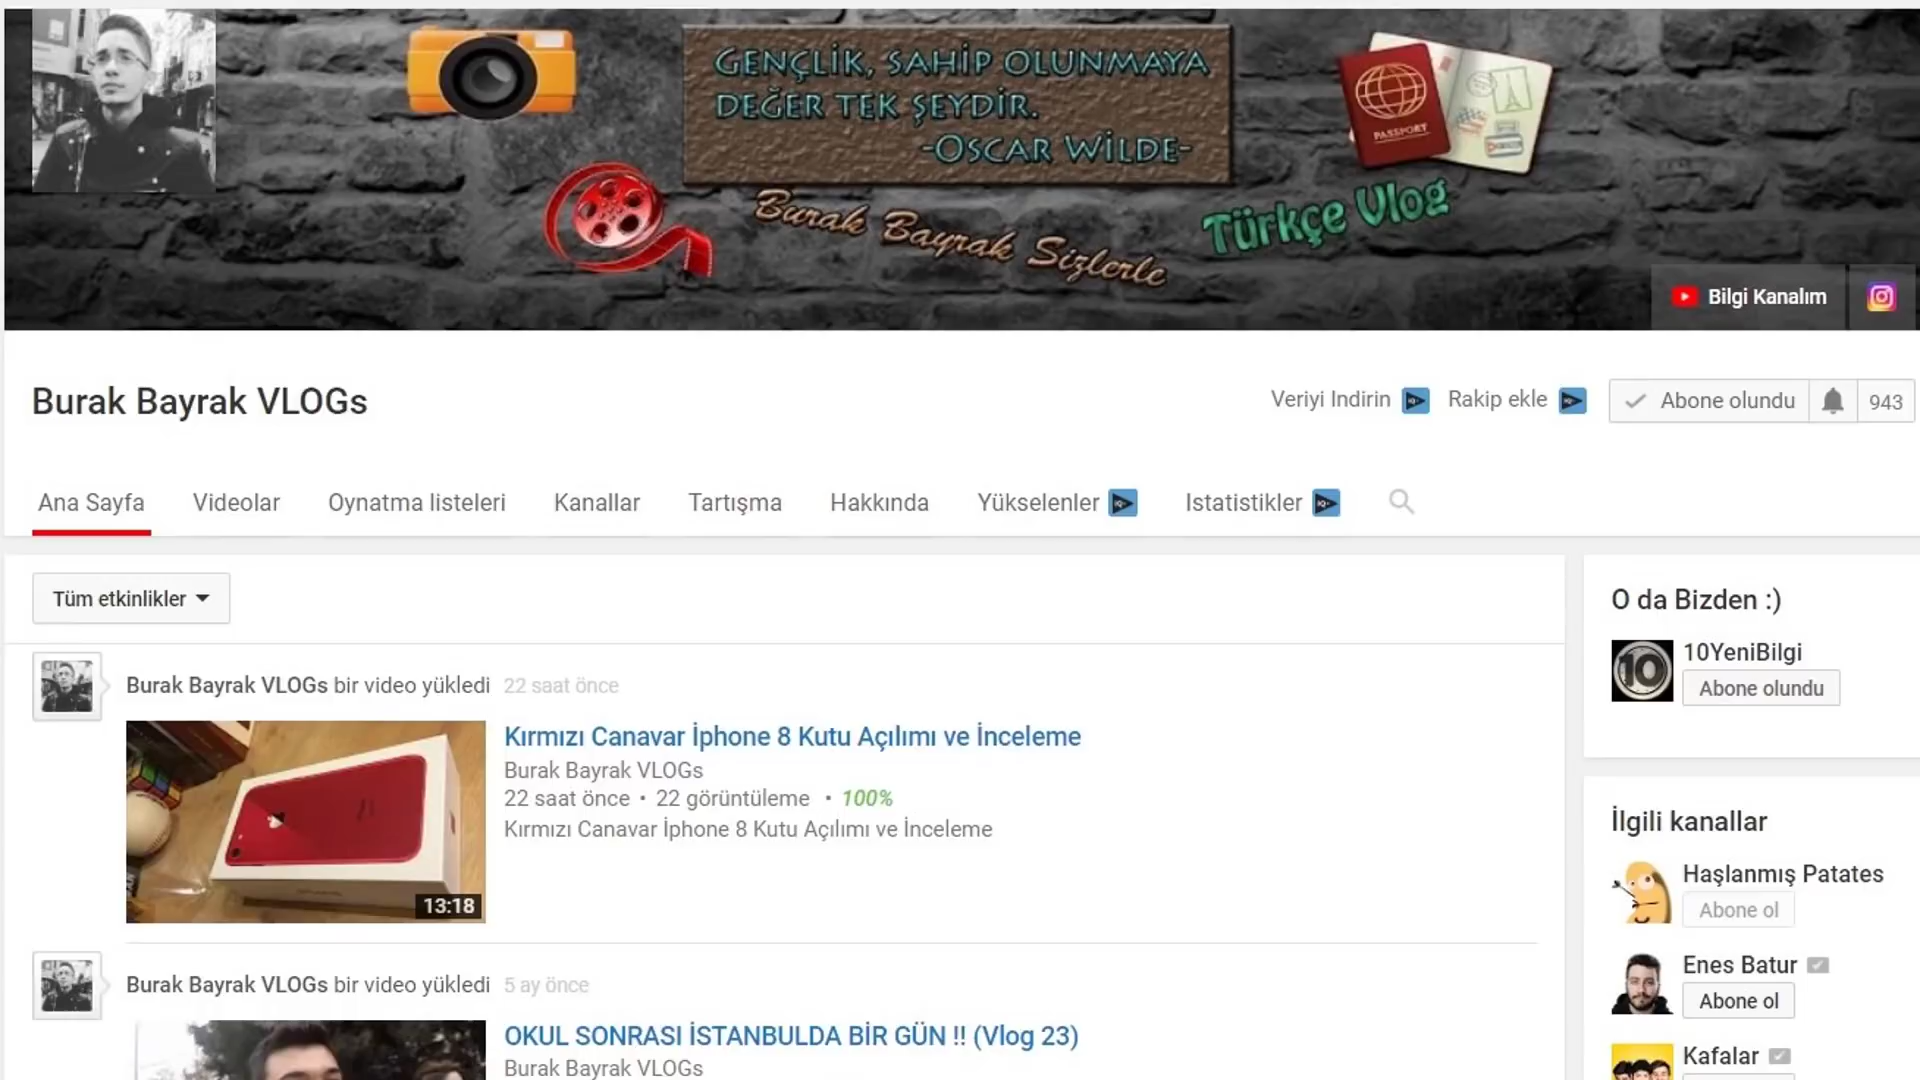 GENÇLİK, SAHİP OLUNMAYA
DEĞER TEK ŞEYDİR.
-OSCAR WİLDE-
PASSPORT
Burak Bayrak Sizlerle
Türkçe Vlog
Bilgi Kanalım
Burak Bayrak VLOGs
Veriyi Indirin
Rakip ekle
Abone olundu
943
Ana Sayfa
Videolar
Oynatma listeleri
Kanallar
Tartışma
Hakkında
Yükselenler
Istatistikler
Tüm etkinlikler
Burak Bayrak VLOGs bir video yükledi 22 saat önce
Kırmızı Canavar İphone 8 Kutu Açılımı ve İnceleme
Burak Bayrak VLOGs
22 saat önce • 22 görüntüleme • 100%
Kırmızı Canavar İphone 8 Kutu Açılımı ve İnceleme
13:18
Burak Bayrak VLOGs bir video yükledi 5 ay önce
OKUL SONRASI İSTANBULDA BİR GÜN !! (Vlog 23)
Burak Bayrak VLOGs
O da Bizden :)
10
10YeniBilgi
Abone olundu
İlgili kanallar
Haşlanmış Patates
Abone ol
Enes Batur
Abone ol
Kafalar